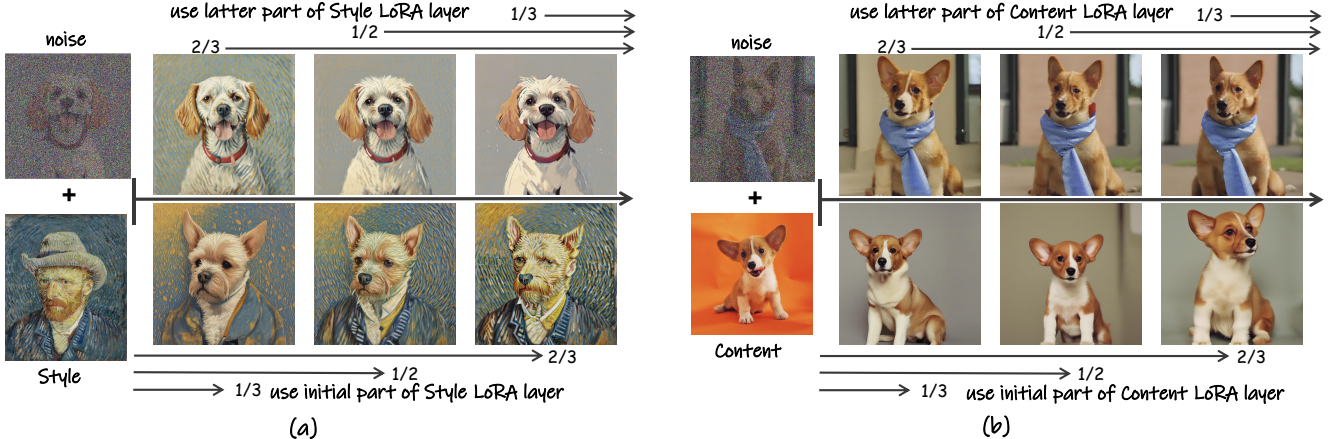 use latter part of Style LoRA layer
1/3
1/2
2/3
noise
+
Style
2/3
1/2
1/3 use initial part of Style LoRA layer
(a)
use latter part of Content LoRA layer
1/3
1/2
2/3
noise
+
Content
2/3
1/2
1/3 use initial part of Content LoRA layer
(b)